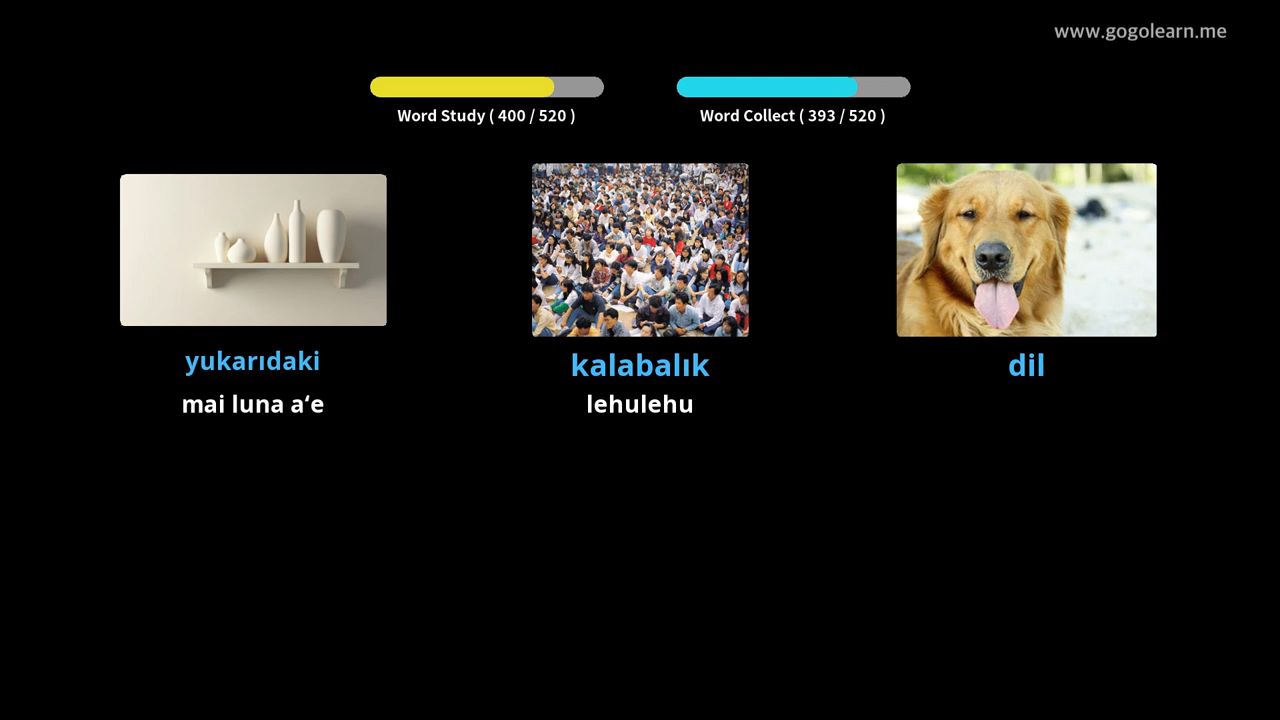 www.gogolearn.me
Word Study ( 400 / 520 )
Word Collect ( 393 / 520 )
yukarıdaki
mai luna aʻe
kalabalık
lehulehu
dil